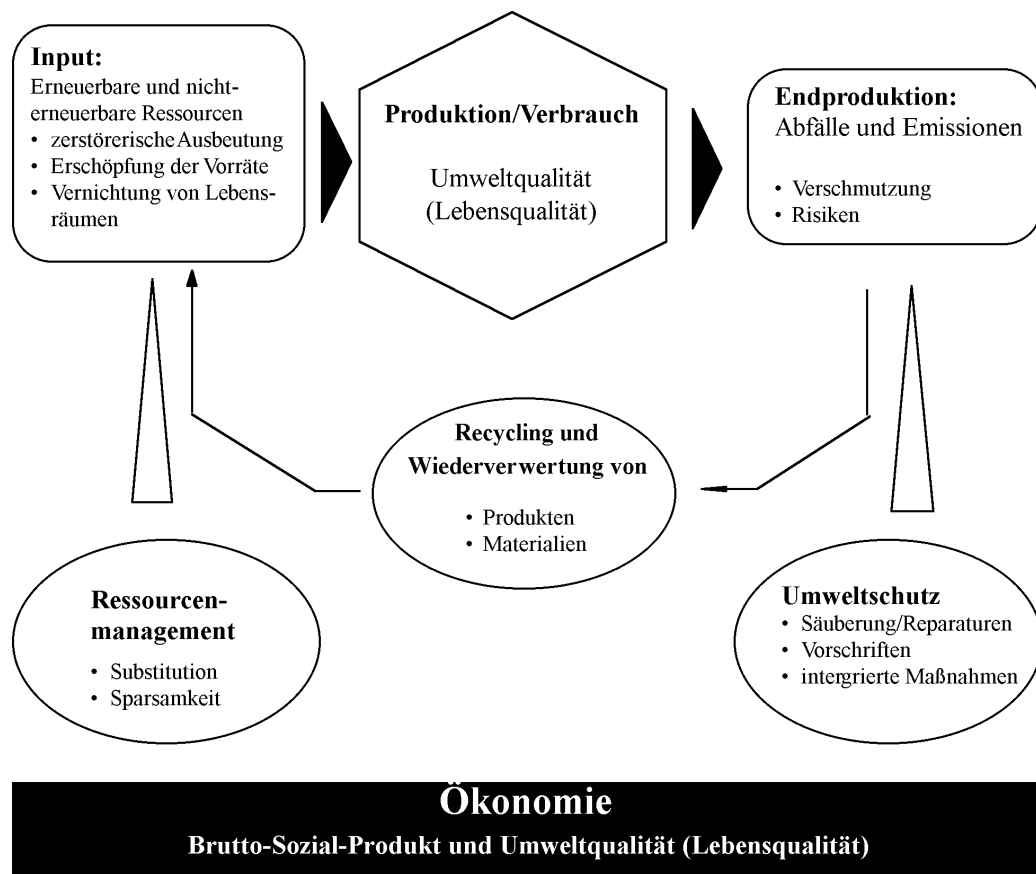 Input:
Erneuerbare und nicht-
erneuerbare Ressourcen
• zerstörerische Ausbeutung
• Erschöpfung der Vorräte
• Vernichtung von Lebens-
räumen
Produktion/Verbrauch
Umweltqualität
(Lebensqualität)
Endproduktion:
Abfälle und Emissionen
• Verschmutzung
• Risiken
Recycling und
Wiederverwertung von
• Produkten
• Materialien
Ressourcen-
management
• Substitution
• Sparsamkeit
Umweltschutz
• Säuberung/Reparaturen
• Vorschriften
• intergrierte Maßnahmen
Ökonomie
Brutto-Sozial-Produkt und Umweltqualität (Lebensqualität)